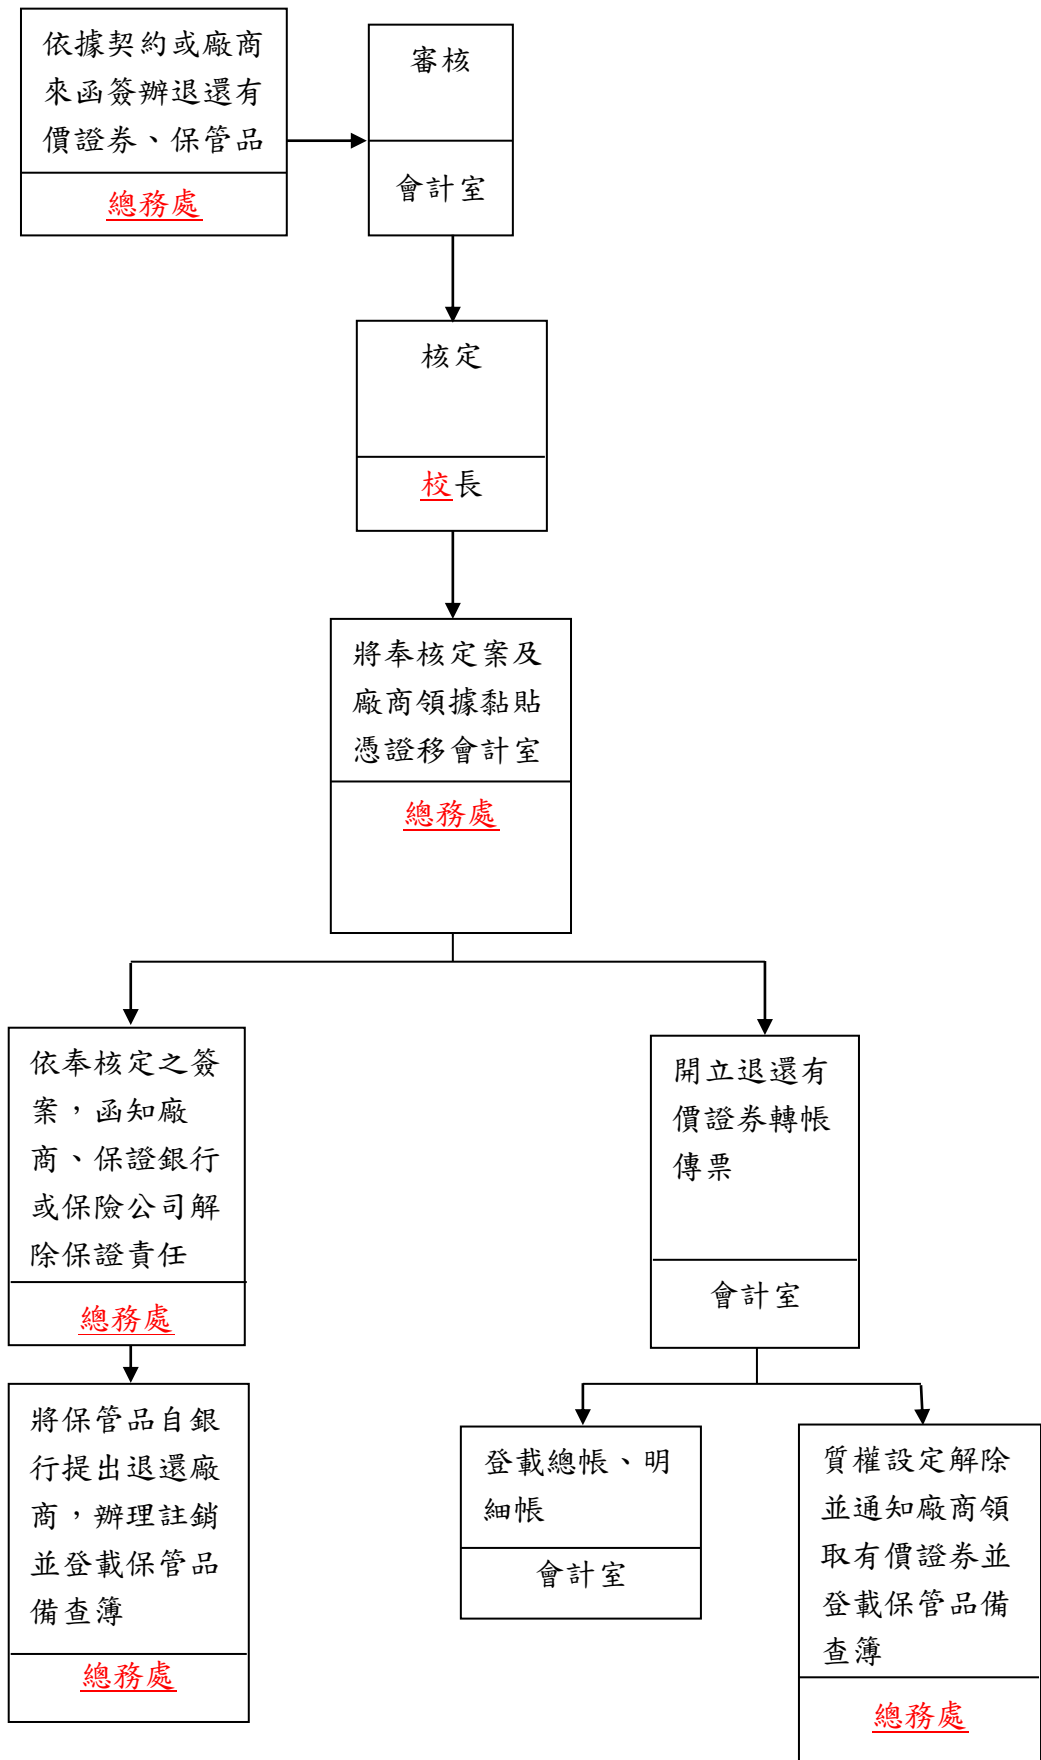 依據契約或廠商
來函簽辦退還有
價證券、保管品
總務處
審核
會計室
核定
校長
將奉核定案及
廠商領據黏貼
憑證移會計室
總務處
依奉核定之簽
案，函知廠
商、保證銀行
或保險公司解
除保證責任
總務處
將保管品自銀
行提出退還廠
商，辦理註銷
並登載保管品
備查簿
總務處
開立退還有
價證券轉帳
傳票
會計室
登載總帳、明
細帳
會計室
質權設定解除
並通知廠商領
取有價證券並
登載保管品備
查簿
總務處